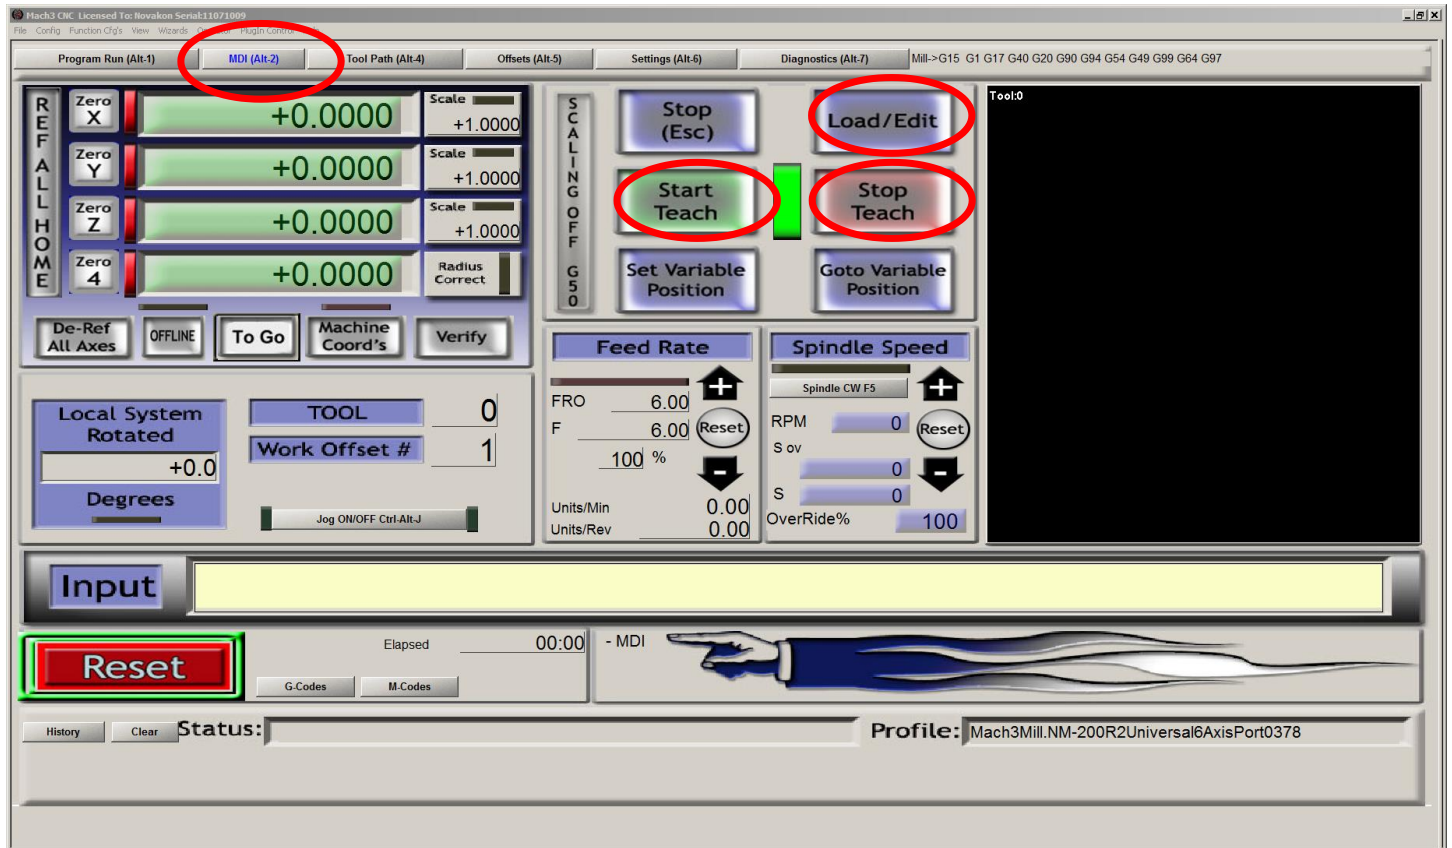 Mach3 CNC Licensed To: Novakon Serial:11071009
File Config Function Cfg's View Wizards Operator PlugIn Control
Program Run (Alt-1) MDI (Alt-2) Tool Path (Alt-4) Offsets (Alt-5) Settings (Alt-6) Diagnostics (Alt-7) Mill->G15 G1 G17 G40 G20 G90 G94 G54 G49 G99 G64 G97
REF ALL HOME
Zero X +0.0000 Scale +1.0000
Zero Y +0.0000 Scale +1.0000
Zero Z +0.0000 Scale +1.0000
Zero 4 +0.0000 Radius Correct
De-Ref All Axes OFFLINE To Go Machine Coord's Verify
SCALING OFF G50
Stop (Esc) Load/Edit
Start Teach Stop Teach
Set Variable Position Goto Variable Position
Tool:0
Local System Rotated
+0.0
Degrees
TOOL 0
Work Offset # 1
Jog ON/OFF Ctrl-Alt-J
Feed Rate
FRO 6.00
F 6.00 Reset
100 %
Units/Min 0.00
Units/Rev 0.00
Spindle Speed
Spindle CW F5
RPM 0 Reset
S ov
0
S 0
OverRide% 100
Input
Reset
Elapsed 00:00
G-Codes M-Codes
- MDI
History Clear Status:
Profile: Mach3Mill.NM-200R2Universal6AxisPort0378